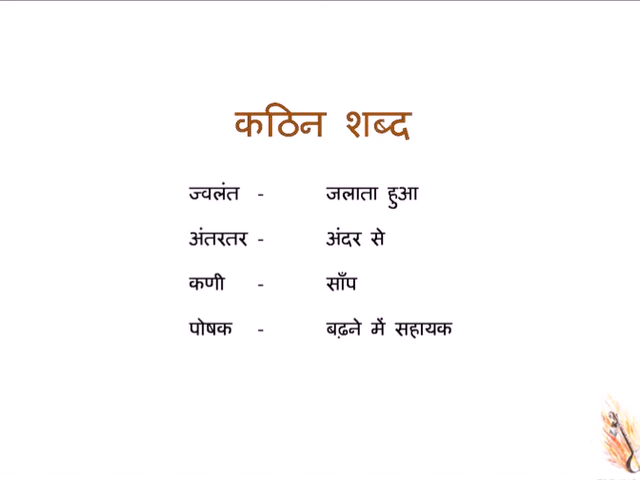 कठिन शब्द
ज्वलंत - जलाता हुआ
अंतरतर - अंदर से
कणी - साँप
पोषक - बढ़ने में सहायक